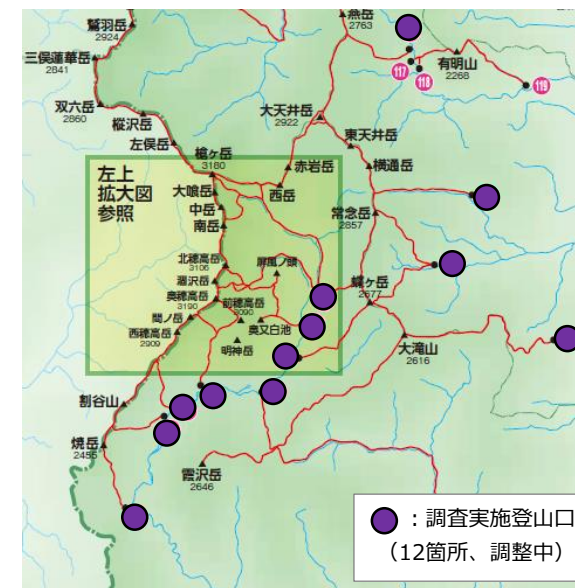 鷲羽岳
2924
燕岳
2763
三俣蓮華岳
2841
117
118
有明山
2268
119
双六岳
2860
樅沢岳
左俣岳
大天井岳
2922
東天井岳
横通岳
槍ヶ岳
3180
赤岩岳
西岳
左上
拡大図
参照
大喰岳
中岳
南岳
常念岳
2857
北穂高岳
3106
屏風ノ頭
涸沢岳
奥穂高岳
3190
前穂高岳
3090
蝶ヶ岳
2677
間ノ岳
西穂高岳
2909
奥又白池
明神岳
大滝山
2616
割谷山
焼岳
2455
霞沢岳
2646
：調査実施登山口
（12箇所、調整中）